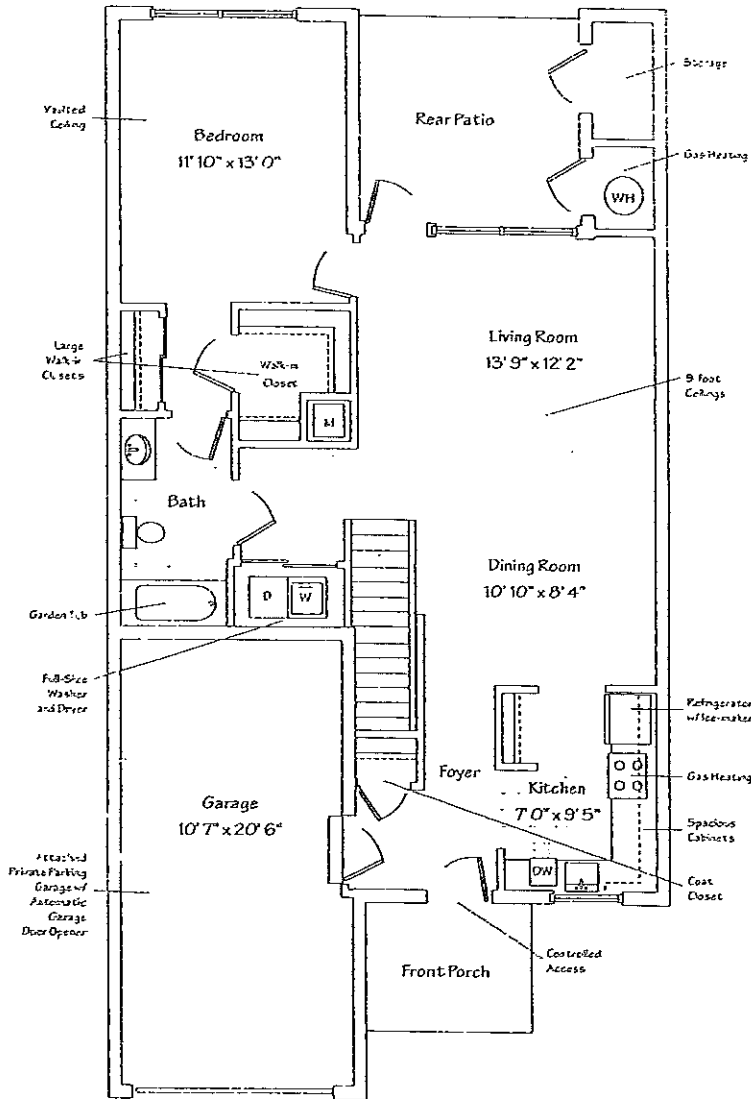 Storage
Vaulted
Ceiling
Rear Patio
Bedroom
11' 10" x 13' 0"
Gas Heating
WH
Living Room
13' 9" x 12' 2"
Large
Walk-in
Closets
Walk-in
Closet
9 foot
Ceilings
M
Bath
Dining Room
10' 10" x 8' 4"
D
W
Garden Tub
Full-Size
Washer
and Dryer
Refrigerator
w/Ice-maker
Foyer
Gas Heating
Kitchen
7' 0" x 9' 5"
Garage
10' 7" x 20' 6"
Spacious
Cabinets
Attached
Private Parking
Garage w/
Automatic
Garage
Door Opener
DW
Coat
Closet
Controlled
Access
Front Porch